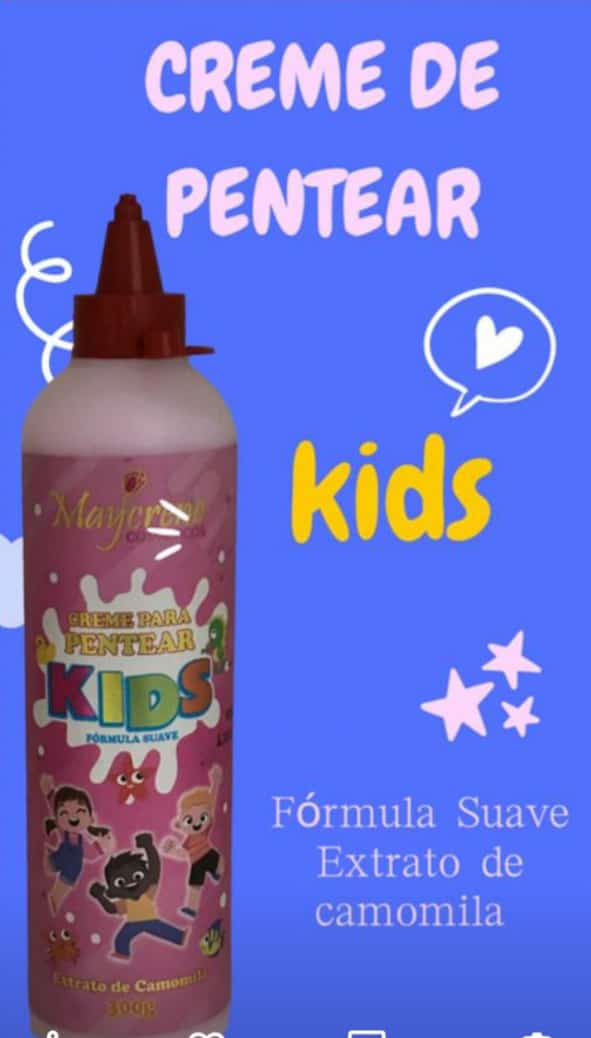 CREME DE
PENTEAR
kids
Maycreme
CREME PARA
PENTEAR
KIDS
FÓRMULA SUAVE
Extrato de Camomila
300g
Fórmula Suave
Extrato de
camomila